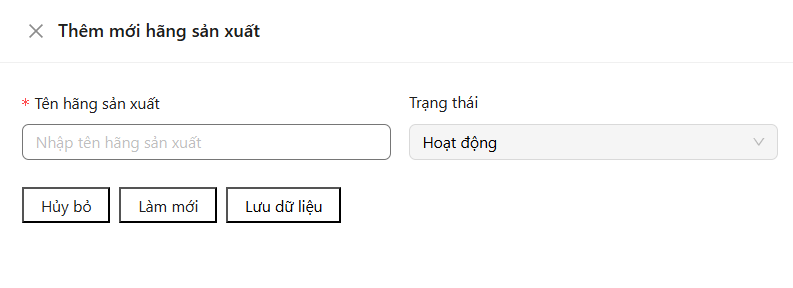 Thêm mới hãng sản xuất
* Tên hãng sản xuất
Trạng thái
Nhập tên hãng sản xuất
Hoạt động
Hủy bỏ
Làm mới
Lưu dữ liệu